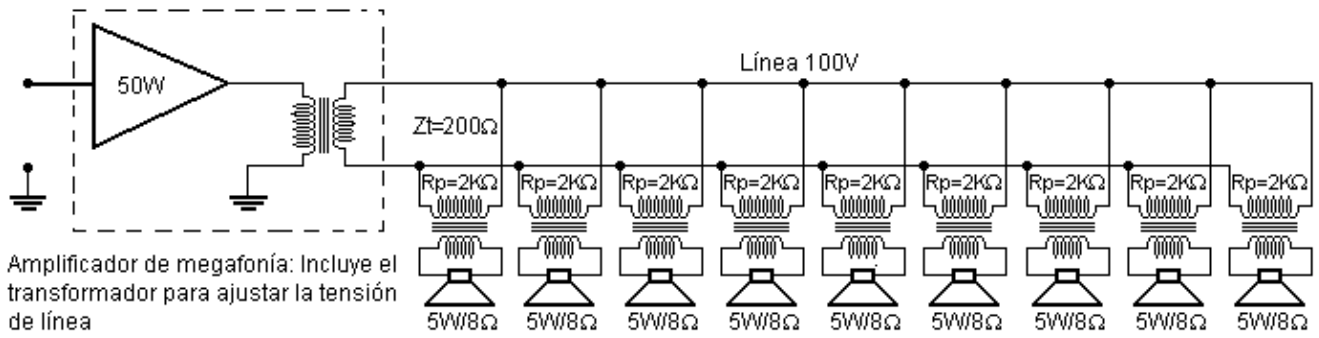 50W
Línea 100V
Zt=200Ω
Rp=2KΩ Rp=2KΩ Rp=2KΩ Rp=2KΩ Rp=2KΩ Rp=2KΩ Rp=2KΩ Rp=2KΩ Rp=2KΩ
Amplificador de megafonía: Incluye el
transformador para ajustar la tensión
de línea
5W/8Ω 5W/8Ω 5W/8Ω 5W/8Ω 5W/8Ω 5W/8Ω 5W/8Ω 5W/8Ω 5W/8Ω